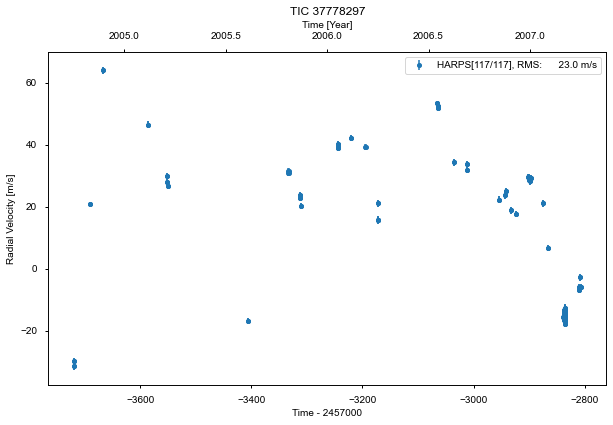 TIC 37778297
Time [Year]
2005.0 2005.5 2006.0 2006.5 2007.0
HARPS[117/117], RMS: 23.0 m/s
60
40
20
0
−20
Radial Velocity [m/s]
−3600 −3400 −3200 −3000 −2800
Time - 2457000